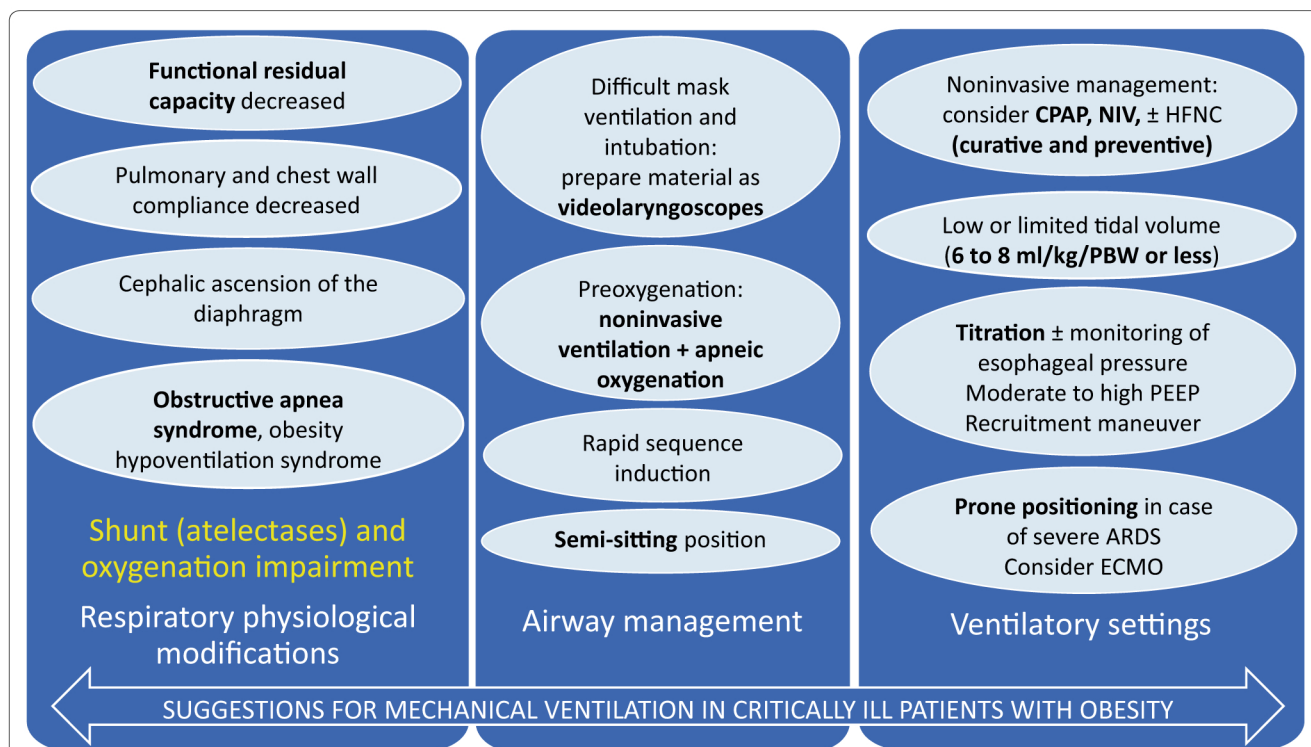 Functional residual
capacity decreased
Pulmonary and chest wall
compliance decreased
Cephalic ascension of the
diaphragm
Obstructive apnea
syndrome, obesity
hypoventilation syndrome
Shunt (atelectases) and
oxygenation impairment
Respiratory physiological
modifications
Difficult mask
ventilation and
intubation:
prepare material as
videolaryngoscopes
Preoxygenation:
noninvasive
ventilation + apneic
oxygenation
Rapid sequence
induction
Semi-sitting position
Airway management
Noninvasive management:
consider CPAP, NIV, ± HFNC
(curative and preventive)
Low or limited tidal volume
(6 to 8 ml/kg/PBW or less)
Titration ± monitoring of
esophageal pressure
Moderate to high PEEP
Recruitment maneuver
Prone positioning in case
of severe ARDS
Consider ECMO
Ventilatory settings
SUGGESTIONS FOR MECHANICAL VENTILATION IN CRITICALLY ILL PATIENTS WITH OBESITY